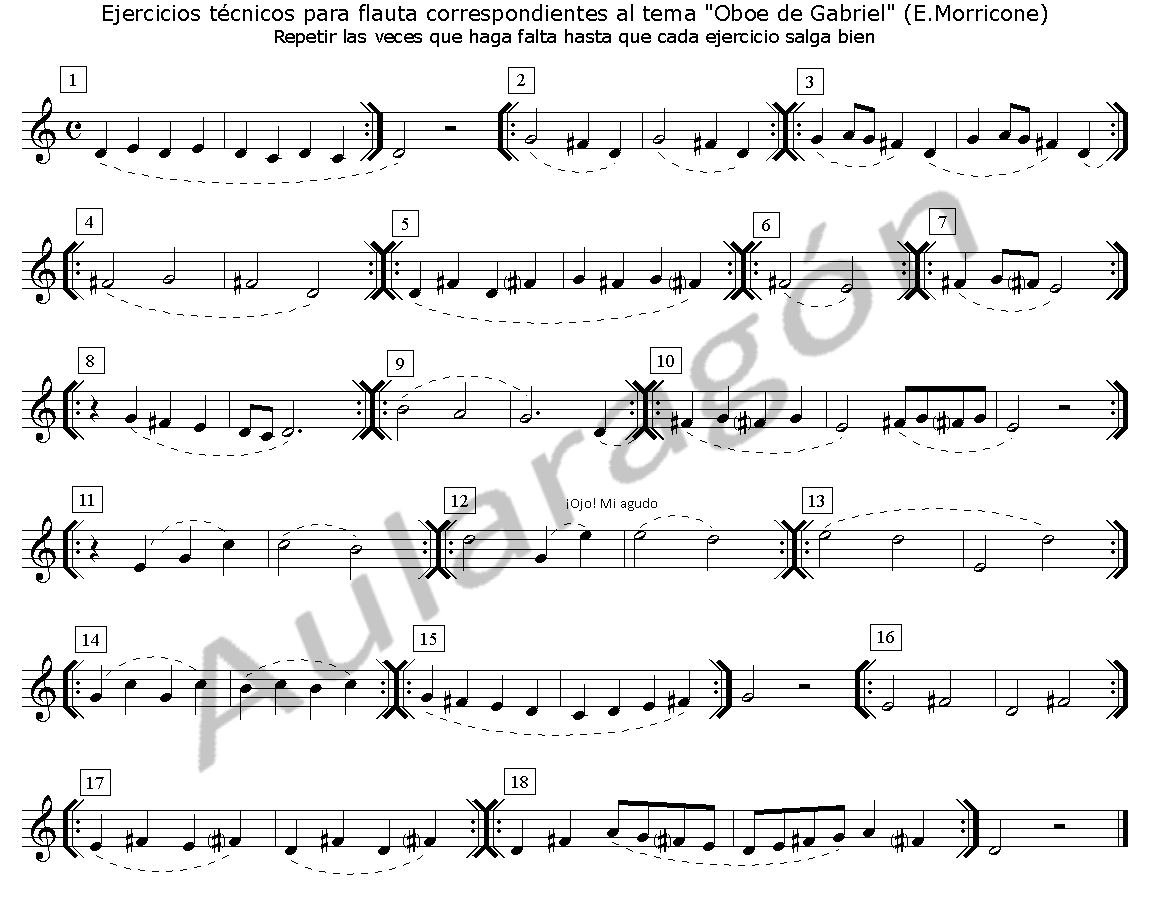 Ejercicios técnicos para flauta correspondientes al tema "Oboe de Gabriel" (E.Morricone)
Repetir las veces que haga falta hasta que cada ejercicio salga bien
1 2 3
4 5 6 7
8 9 10
11 12 ¡Ojo! Mi agudo 13
14 15 16
17 18
Aularagón